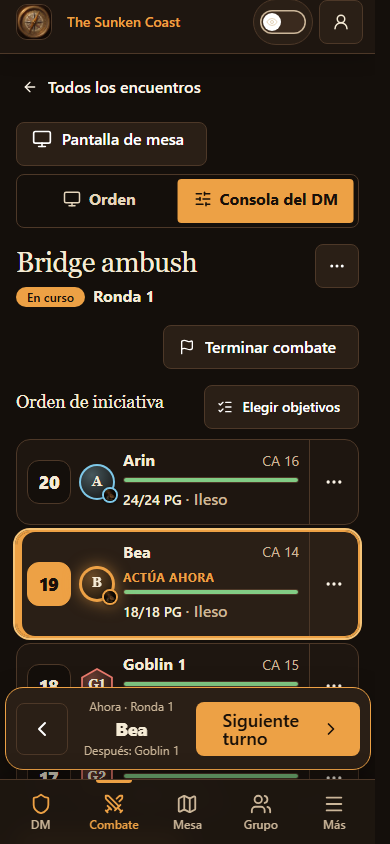 The Sunken Coast
Todos los encuentros
Pantalla de mesa
Orden
Consola del DM
Bridge ambush
En curso Ronda 1
Terminar combate
Orden de iniciativa
Elegir objetivos
20 A Arin CA 16
24/24 PG · Ileso
Bea CA 14
19 B ACTÚA AHORA
18/18 PG · Ileso
Goblin 1 CA 15
18 G1
Ahora · Ronda 1
Bea
Después: Goblin 1
Siguiente
turno
17 G2
DM Combate Mesa Grupo Más